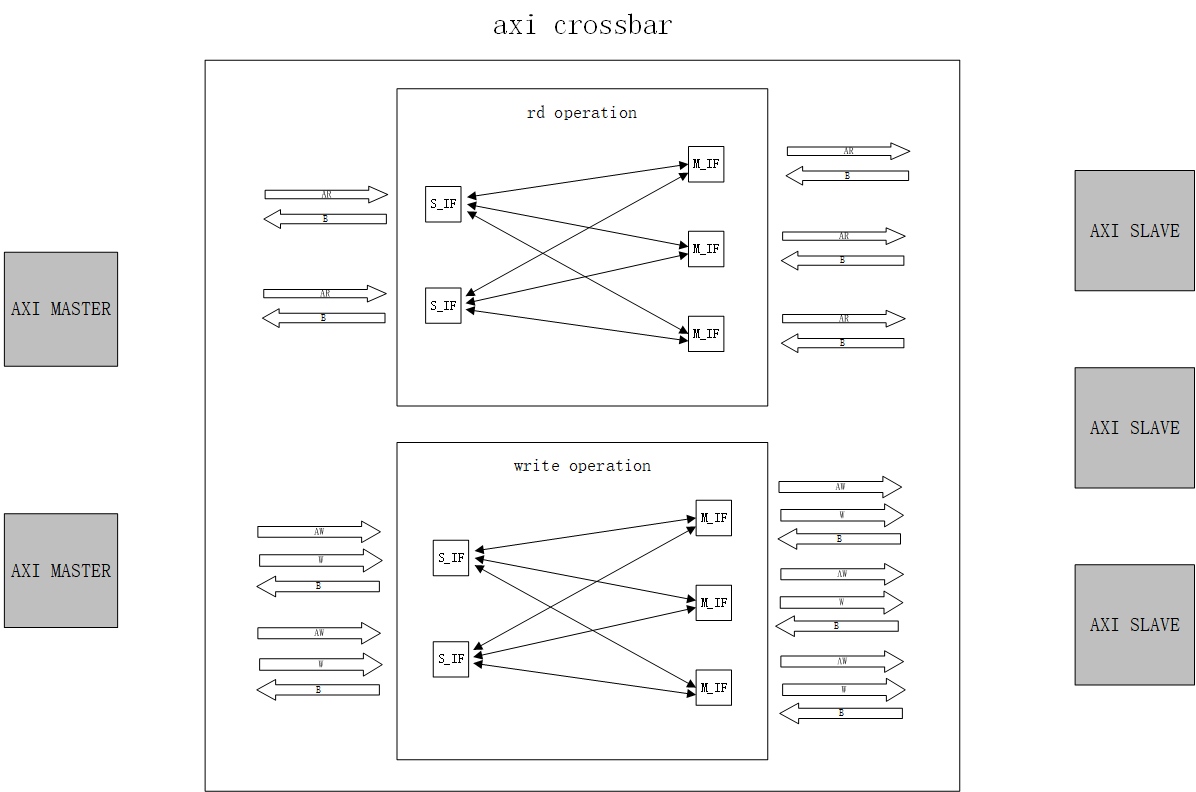 axi crossbar
rd operation
AR
B
AR
B
S_IF
S_IF
M_IF
M_IF
M_IF
AR
B
AR
B
AR
B
AXI MASTER
AXI MASTER
AXI SLAVE
AXI SLAVE
AXI SLAVE
write operation
AW
W
B
AW
W
B
S_IF
S_IF
M_IF
M_IF
M_IF
AW
W
B
AW
W
B
AW
W
B